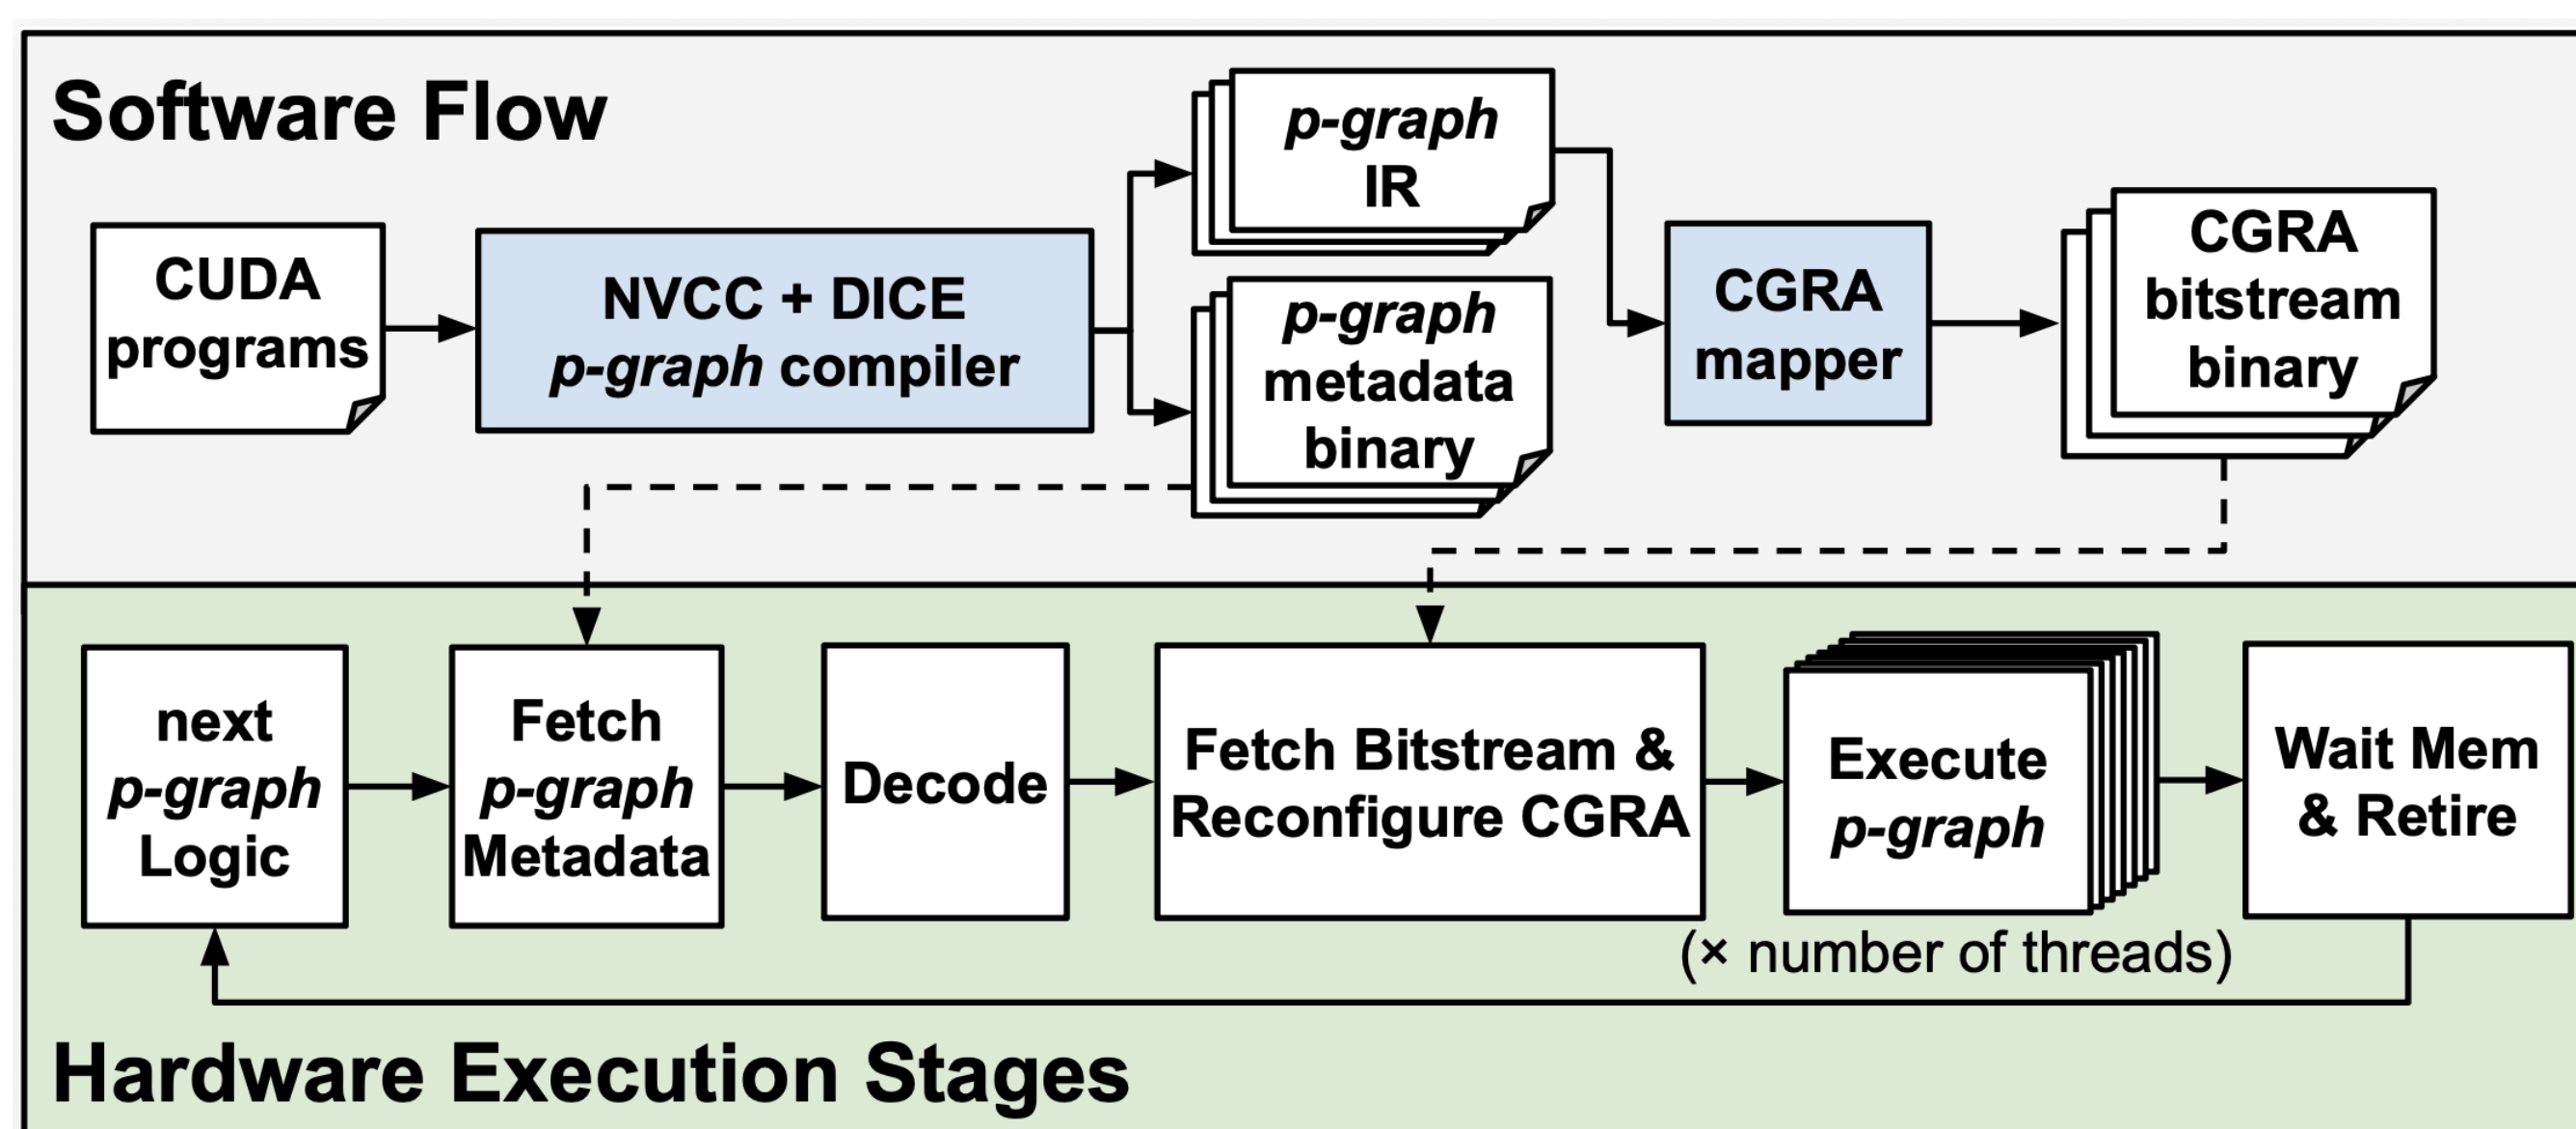 Software Flow
CUDA
programs
NVCC + DICE
p-graph compiler
p-graph
IR
p-graph
metadata
binary
CGRA
mapper
CGRA
bitstream
binary
next
p-graph
Logic
Fetch
p-graph
Metadata
Decode
Fetch Bitstream &
Reconfigure CGRA
Execute
p-graph
(× number of threads)
Wait Mem
& Retire
Hardware Execution Stages